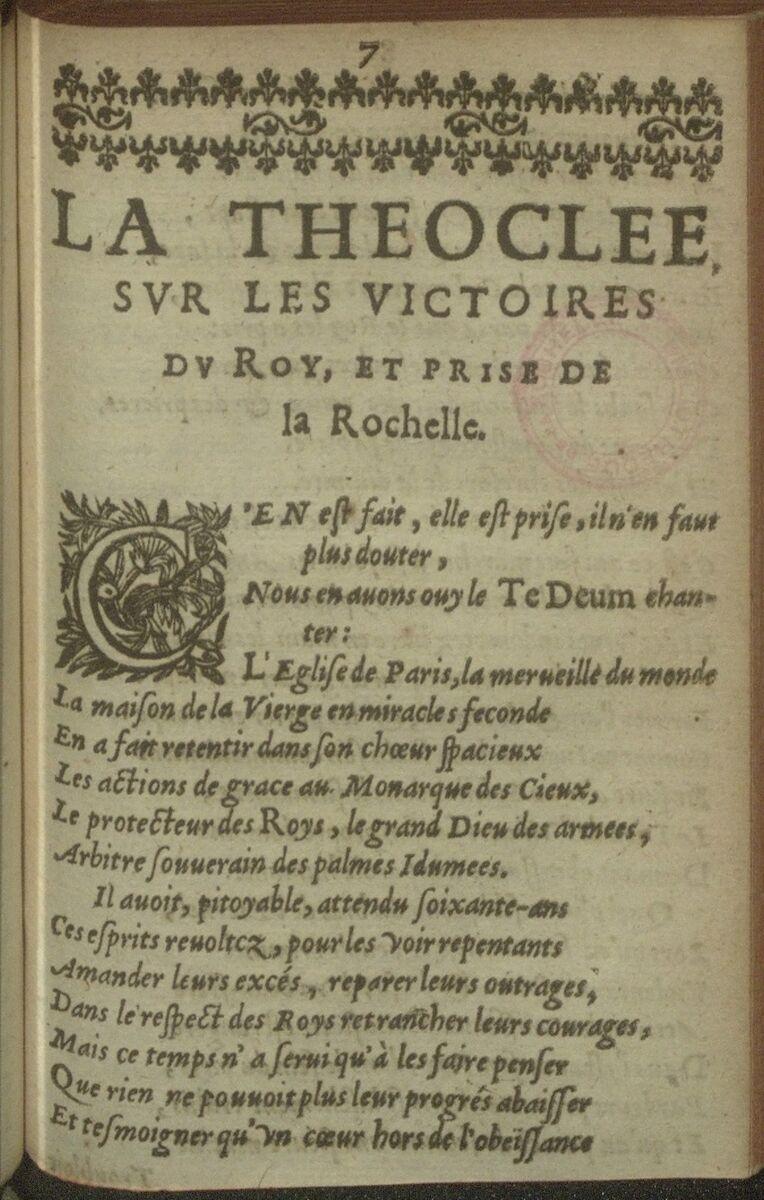 7
LA THEOCLEE,
SVR LES VICTOIRES
DV ROY, ET PRISE DE
la Rochelle.
C'EN eſt fait, elle eſt priſe, il n'en faut
plus douter,
Nous en auons ouy le Te Deum chan-
ter:
L'Egliſe de Paris, la merueille du monde
La maiſon de la Vierge en miracles feconde
En a fait retentir dans ſon chœur ſpacieux
Les actions de grace au Monarque des Cieux,
Le protecteur des Roys, le grand Dieu des armees,
Arbitre ſouuerain des palmes Idumees.
Il auoit, pitoyable, attendu ſoixante-ans
Ces eſprits reuoltez, pour les voir repentants
Amander leurs excés, reparer leurs outrages,
Dans le reſpect des Roys retrancher leurs courages,
Mais ce temps n'a ſerui qu'à les faire penſer
Que rien ne pouuoit plus leur progrés abaiſſer
Et teſmoigner qu'vn cœur hors de l'obeïſſance